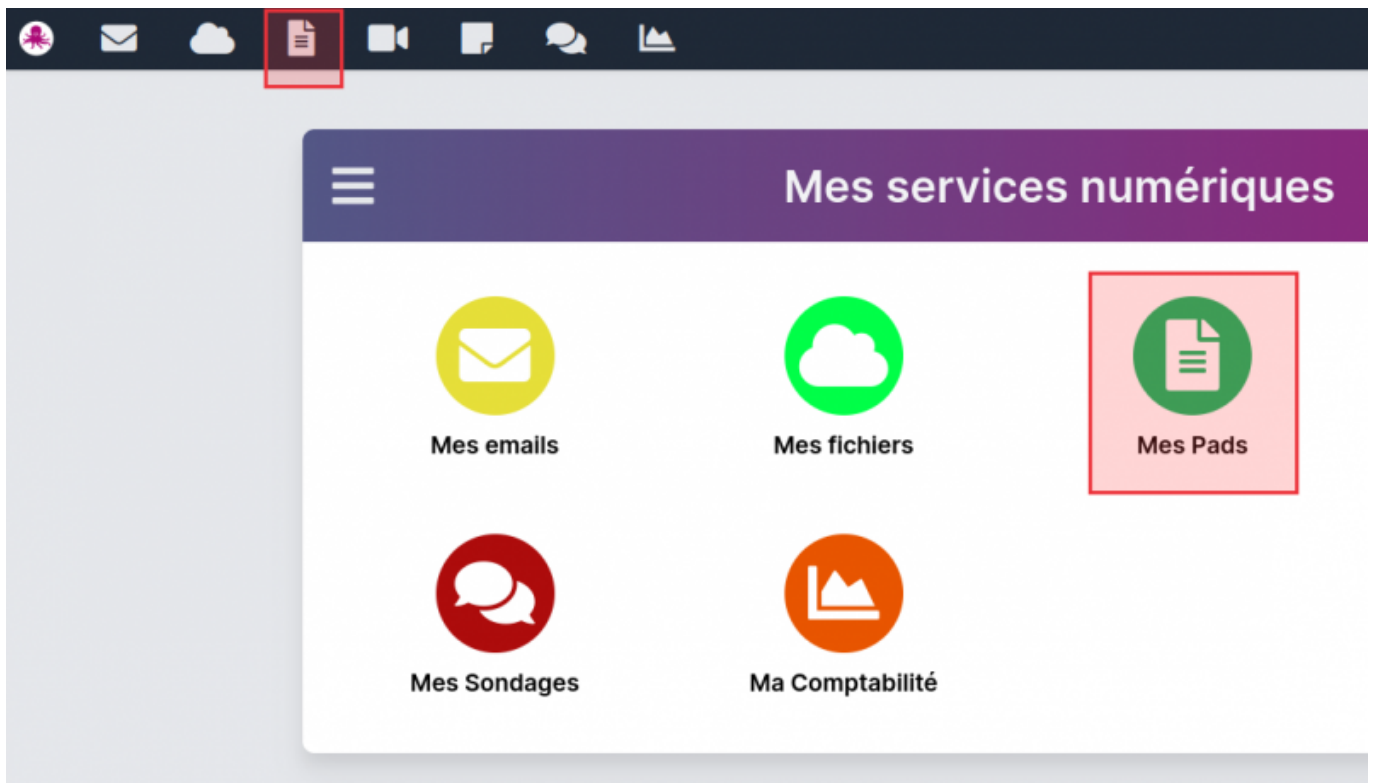 Mes services numériques
Mes emails
Mes fichiers
Mes Pads
Mes Sondages
Ma Comptabilité